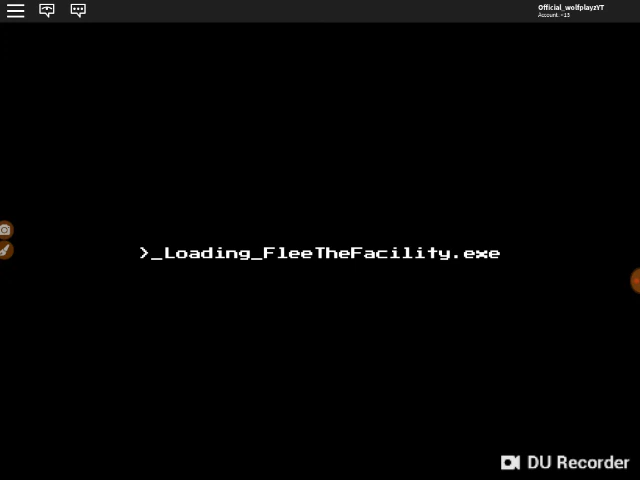 Official_wolfplayzYT
Account: <13
>_Loading_FleeTheFacility.exe
DU Recorder